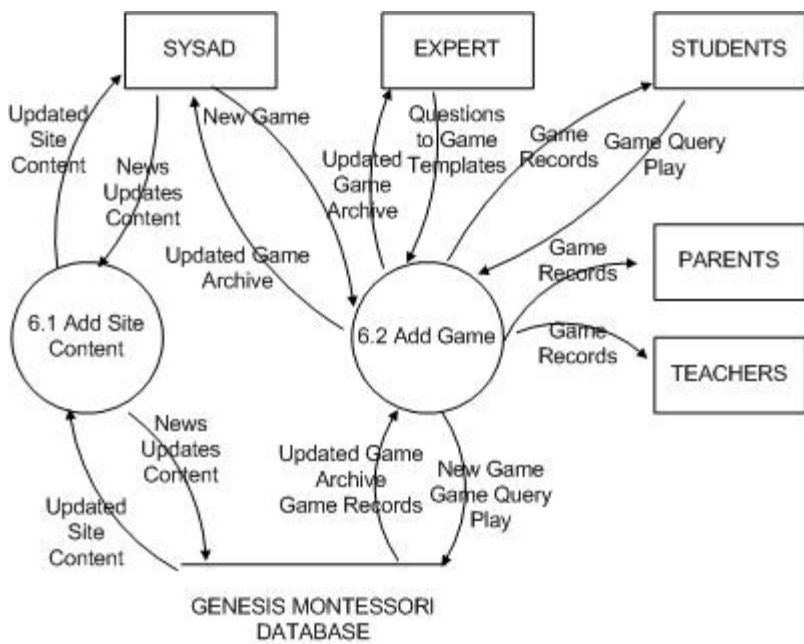 SYSAD
EXPERT
STUDENTS
Updated
Site
Content
News
Updates
Content
New Game
Updated Game
Archive
Updated
Game
Archive
Questions
to Game
Templates
Game
Records
Game Query
Play
Game
Records
PARENTS
Game
Records
TEACHERS
6.1 Add Site
Content
6.2 Add Game
News
Updates
Content
Updated
Site
Content
Updated Game
Archive
Game Records
New Game
Game Query
Play
GENESIS MONTESSORI
DATABASE